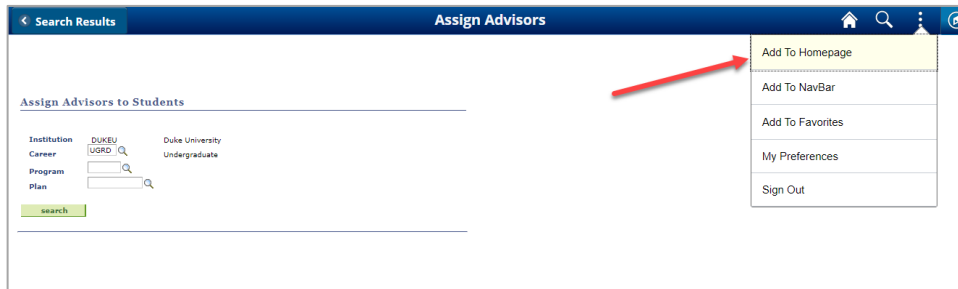 Search Results
Assign Advisors
Add To Homepage
Add To NavBar
Add To Favorites
My Preferences
Sign Out
Assign Advisors to Students
Institution DUKEU Duke University
Career UGRD Undergraduate
Program
Plan
search